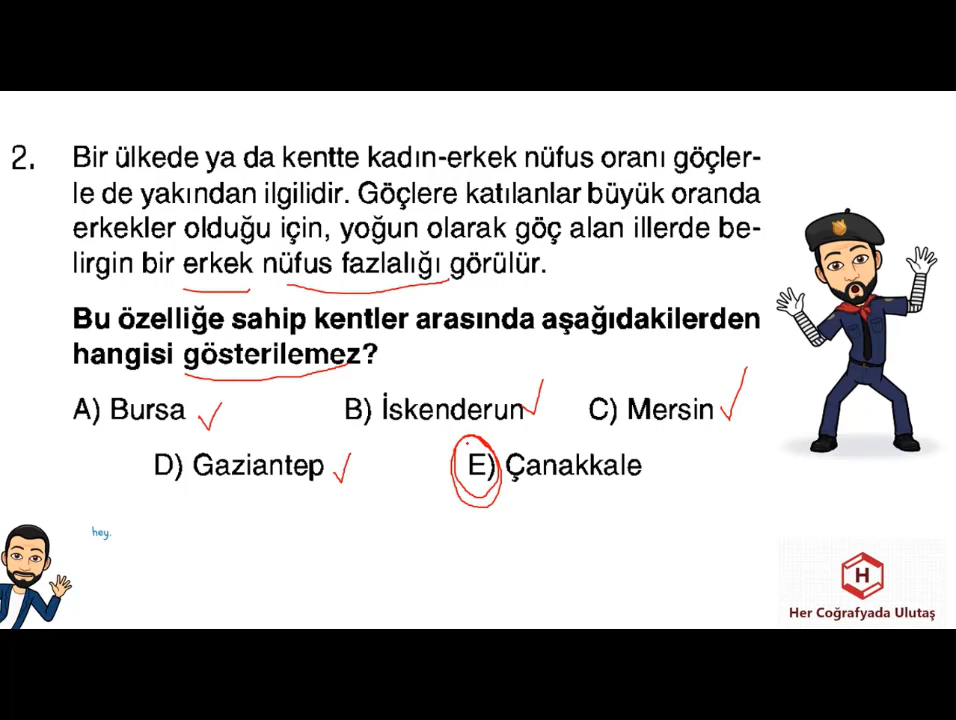 2. Bir ülkede ya da kentte kadın-erkek nüfus oranı göçler-
le de yakından ilgilidir. Göçlere katılanlar büyük oranda
erkekler olduğu için, yoğun olarak göç alan illerde be-
lirgin bir erkek nüfus fazlalığı görülür.
Bu özelliğe sahip kentler arasında aşağıdakilerden
hangisi gösterilemez?
A) Bursa B) İskenderun C) Mersin
D) Gaziantep E) Çanakkale
hey.
H
Her Coğrafyada Ulutaş